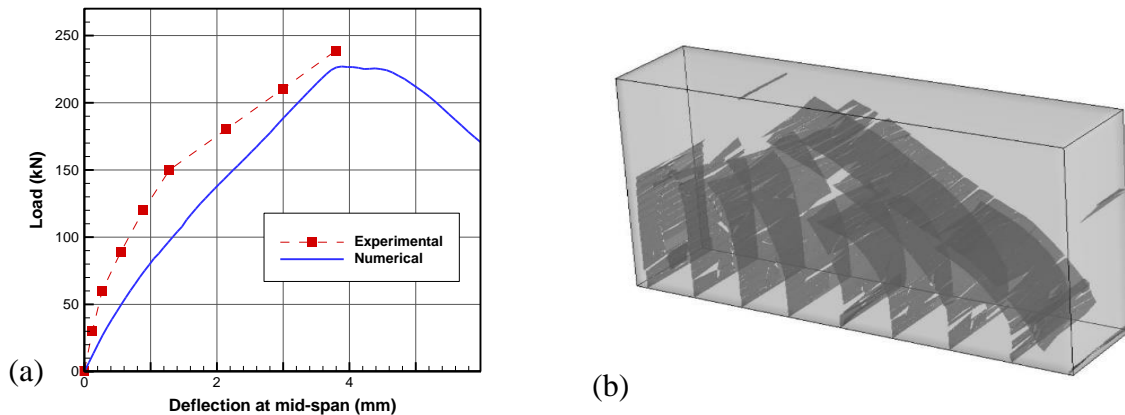 250
200
150
100
50
0
0
2
4
Load (kN)
Deflection at mid-span (mm)
Experimental
Numerical
(a)
(b)